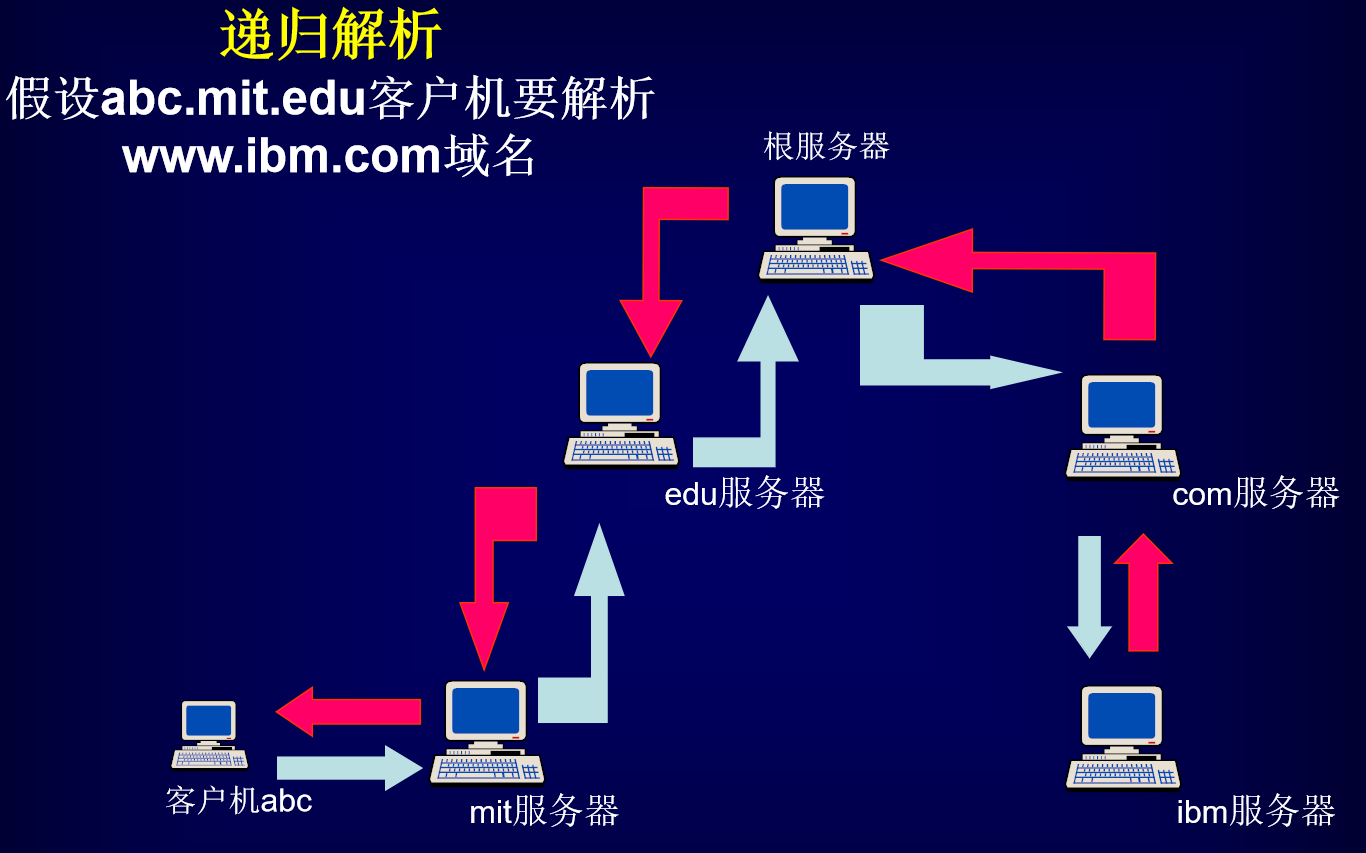 递归解析
假设abc.mit.edu客户机要解析
www.ibm.com域名
根服务器
edu服务器
com服务器
客户机abc
mit服务器
ibm服务器